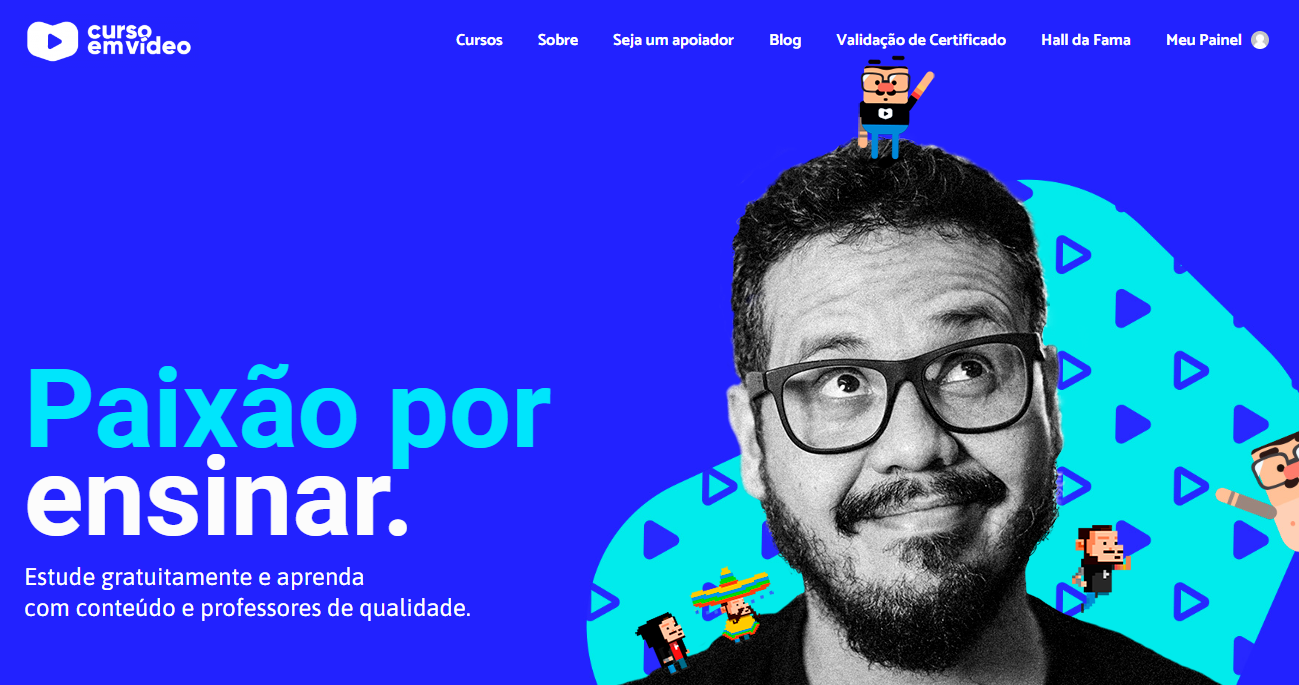 curso
em vídeo
Cursos
Sobre
Seja um apoiador
Blog
Validação de Certificado
Hall da Fama
Meu Painel
Paixão por
ensinar.
Estude gratuitamente e aprenda
com conteúdo e professores de qualidade.